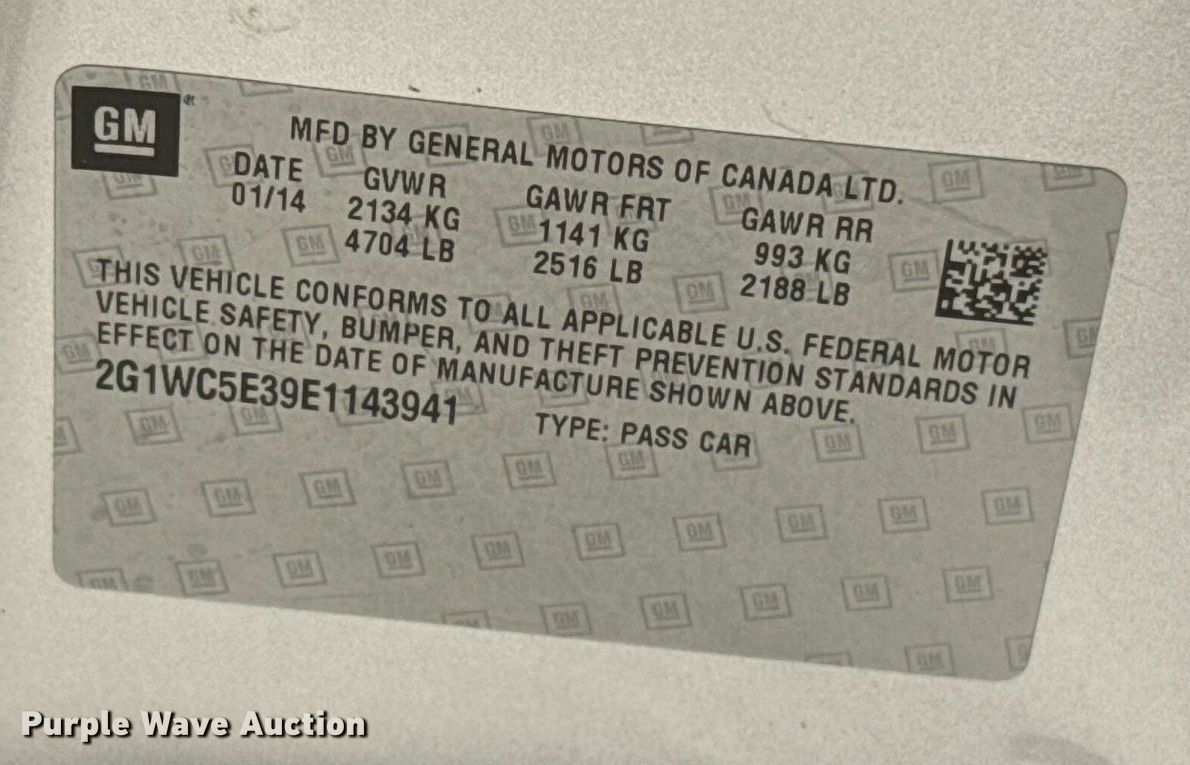 GM
MFD BY GENERAL MOTORS OF CANADA LTD.
DATE GVWR GAWR FRT GAWR RR
01/14 2134 KG 1141 KG 993 KG
4704 LB 2516 LB 2188 LB
THIS VEHICLE CONFORMS TO ALL APPLICABLE U.S. FEDERAL MOTOR
VEHICLE SAFETY, BUMPER, AND THEFT PREVENTION STANDARDS IN
EFFECT ON THE DATE OF MANUFACTURE SHOWN ABOVE.
2G1WC5E39E1143941 TYPE: PASS CAR
Purple Wave Auction